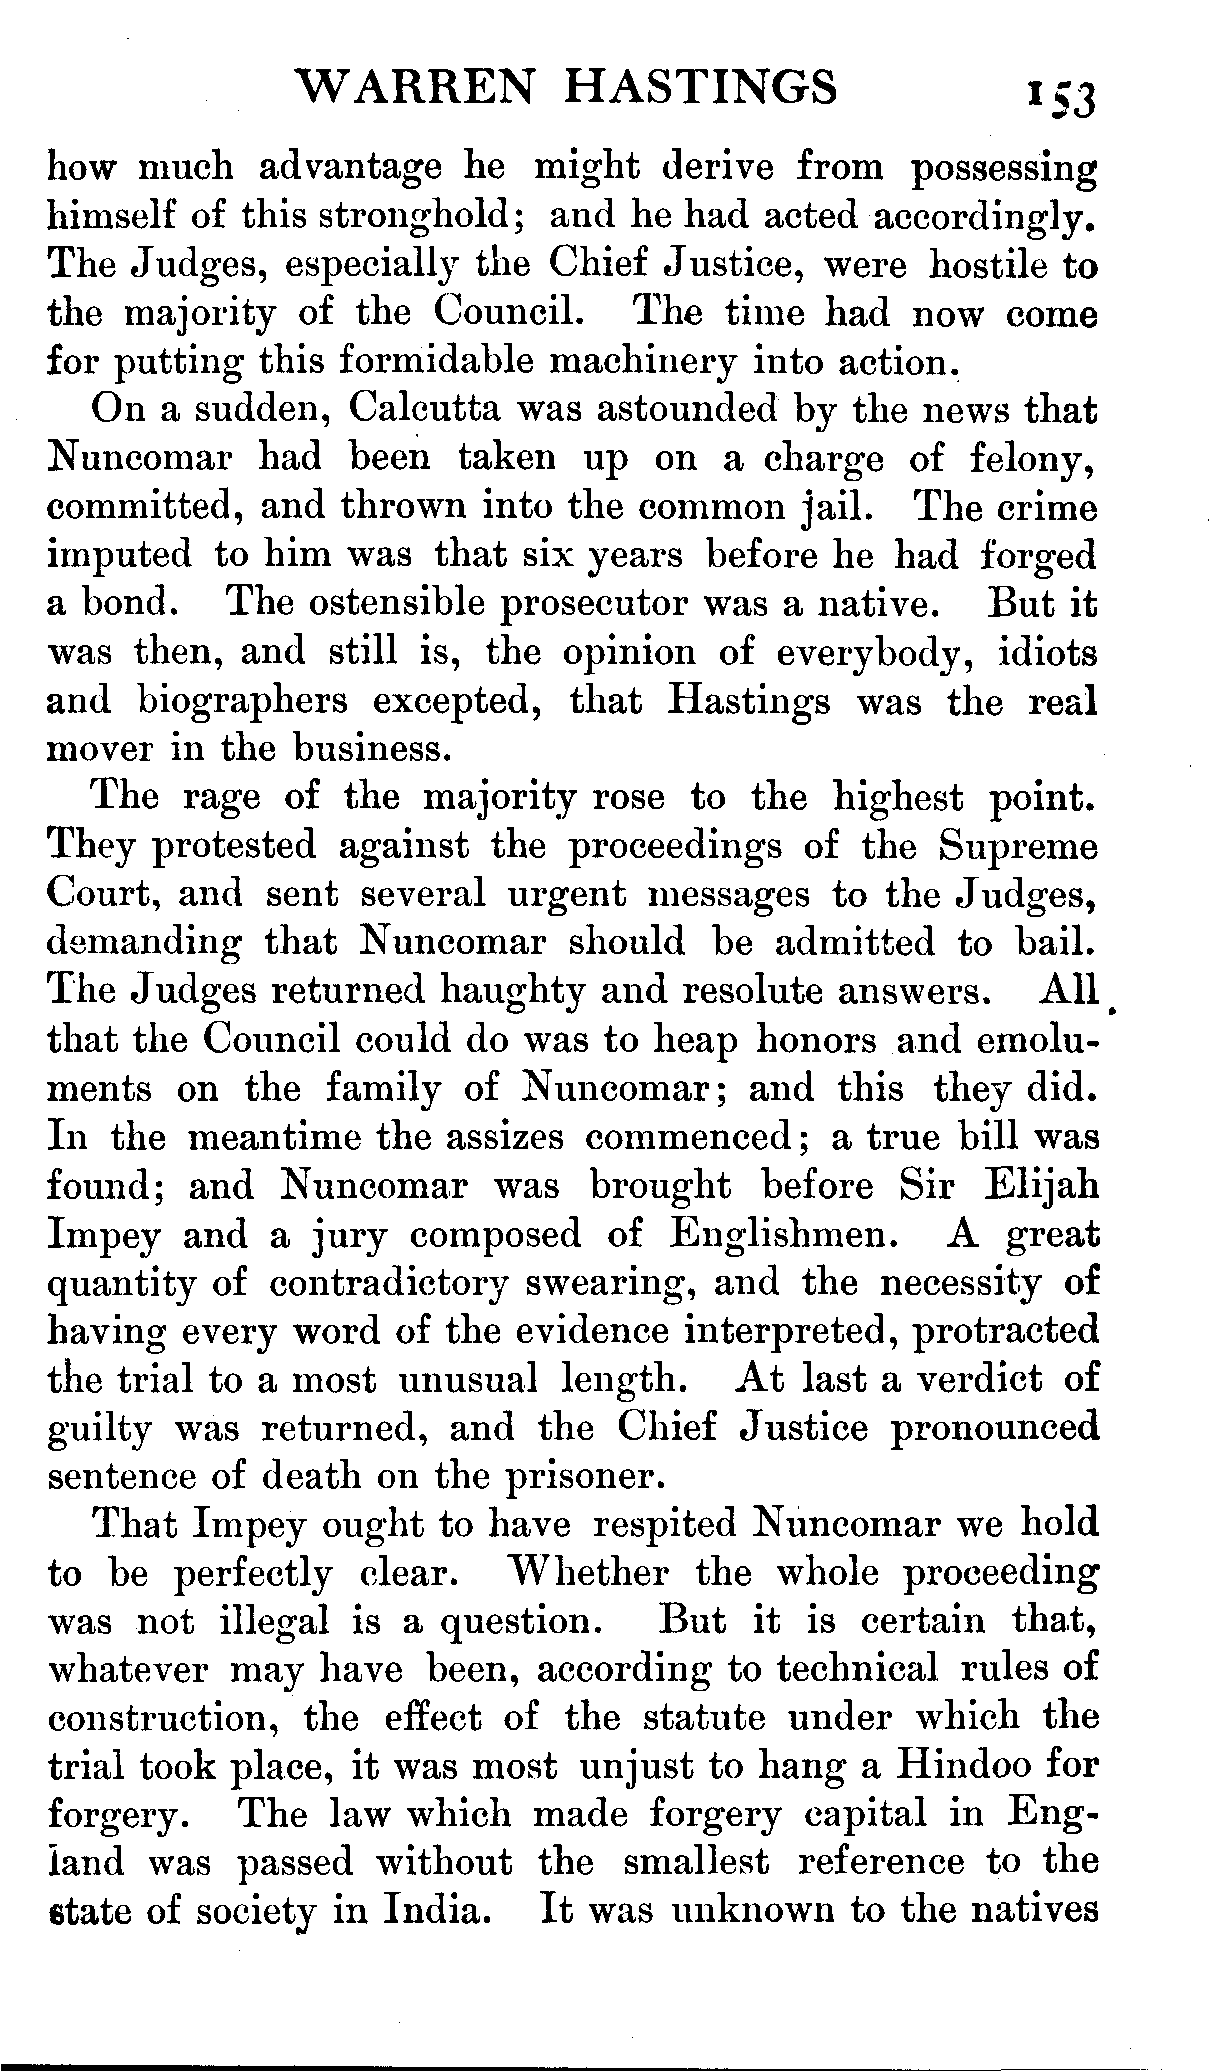 WARREN HASTINGS 153
how much advantage he might derive from possessing
himself of this stronghold; and he had acted accordingly.
The Judges, especially the Chief Justice, were hostile to
the majority of the Council. The time had now come
for putting this formidable machinery into action.
On a sudden, Calcutta was astounded by the news that
Nuncomar had been taken up on a charge of felony,
committed, and thrown into the common jail. The crime
imputed to him was that six years before he had forged
a bond. The ostensible prosecutor was a native. But it
was then, and still is, the opinion of everybody, idiots
and biographers excepted, that Hastings was the real
mover in the business.
The rage of the majority rose to the highest point.
They protested against the proceedings of the Supreme
Court, and sent several urgent messages to the Judges,
demanding that Nuncomar should be admitted to bail.
The Judges returned haughty and resolute answers. All
that the Council could do was to heap honors and emolu-
ments on the family of Nuncomar; and this they did.
In the meantime the assizes commenced; a true bill was
found; and Nuncomar was brought before Sir Elijah
Impey and a jury composed of Englishmen. A great
quantity of contradictory swearing, and the necessity of
having every word of the evidence interpreted, protracted
the trial to a most unusual length. At last a verdict of
guilty was returned, and the Chief Justice pronounced
sentence of death on the prisoner.
That Impey ought to have respited Nuncomar we hold
to be perfectly clear. Whether the whole proceeding
was not illegal is a question. But it is certain that,
whatever may have been, according to technical rules of
construction, the effect of the statute under which the
trial took place, it was most unjust to hang a Hindoo for
forgery. The law which made forgery capital in Eng-
land was passed without the smallest reference to the
state of society in India. It was unknown to the natives